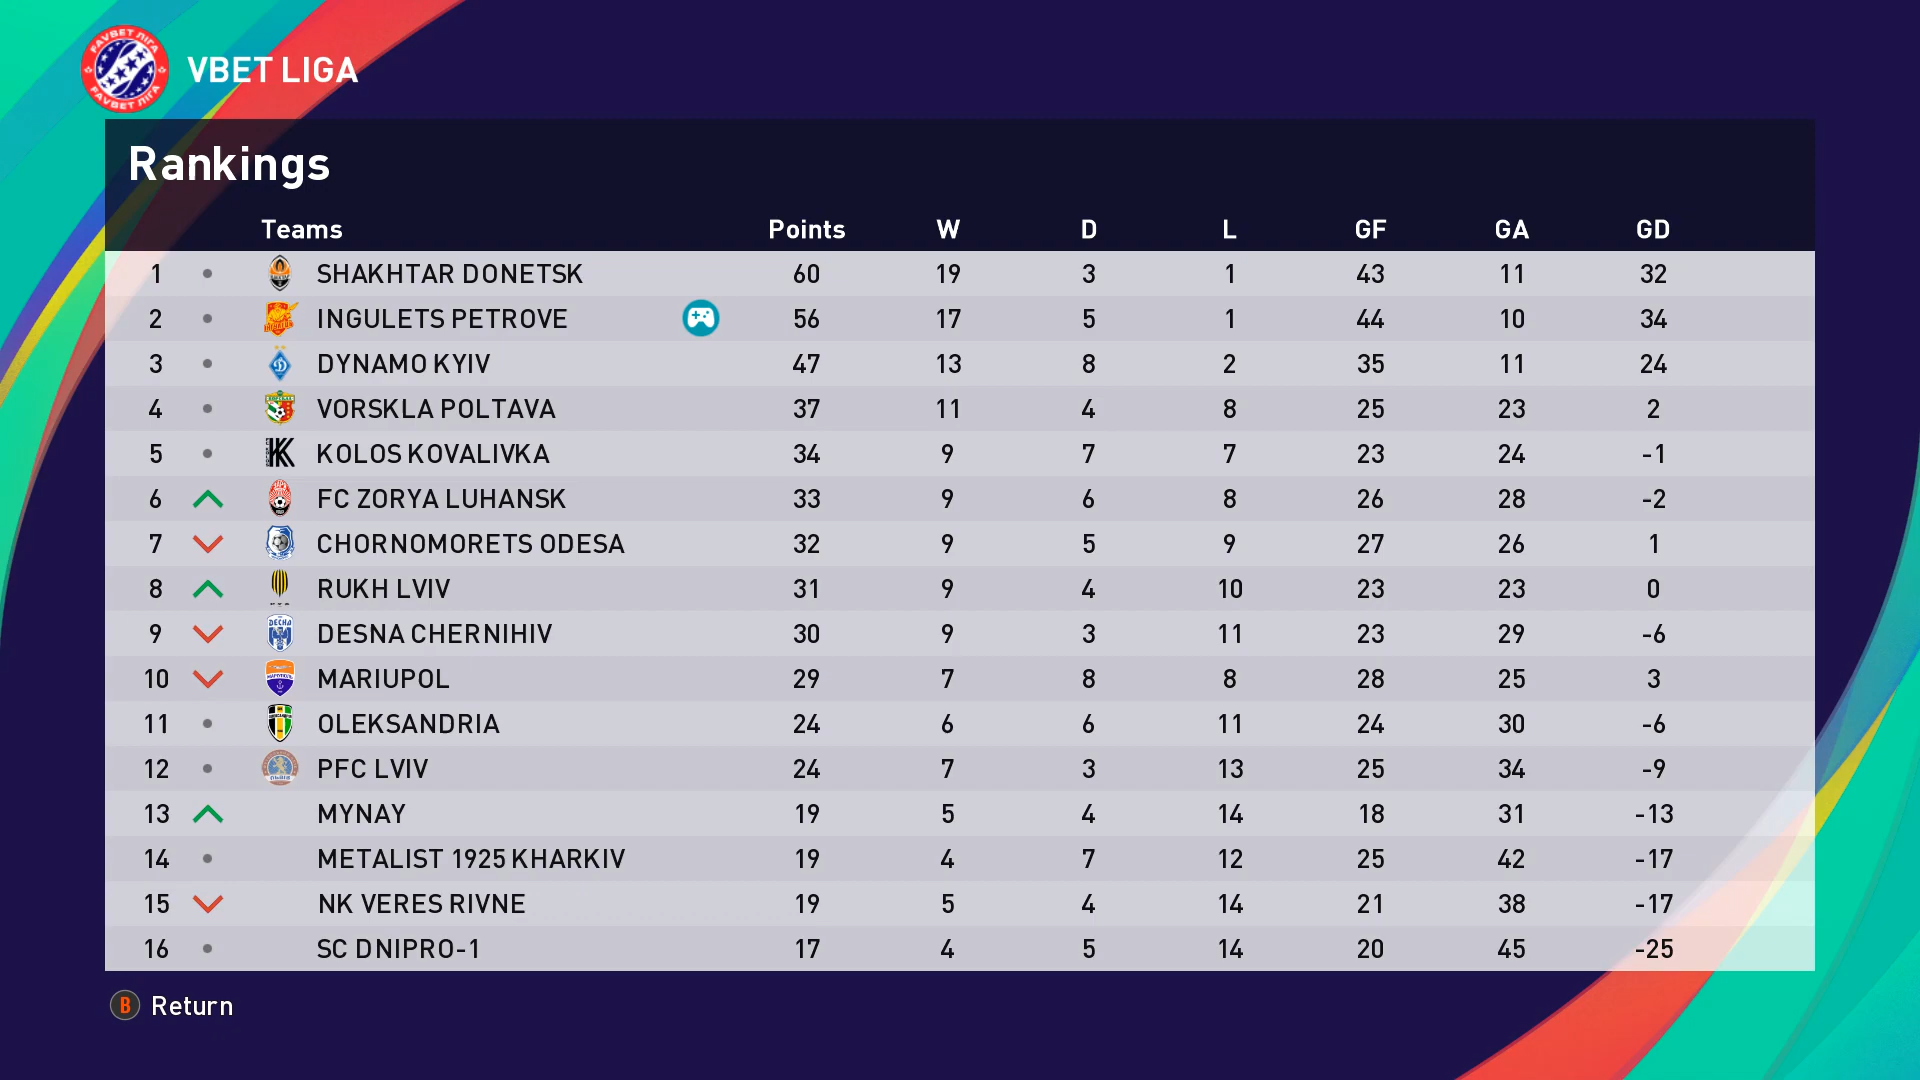 FAVBET ЛІГА
FAVBET ЛІГА
VBET LIGA
Rankings
Teams Points W D L GF GA GD
1 SHAKHTAR DONETSK 60 19 3 1 43 11 32
2 INGULETS PETROVE 56 17 5 1 44 10 34
3 DYNAMO KYIV 47 13 8 2 35 11 24
4 VORSKLA POLTAVA 37 11 4 8 25 23 2
5 KOLOS KOVALIVKA 34 9 7 7 23 24 -1
6 FC ZORYA LUHANSK 33 9 6 8 26 28 -2
7 CHORNOMORETS ODESA 32 9 5 9 27 26 1
8 RUKH LVIV 31 9 4 10 23 23 0
9 ДЕСНА DESNA CHERNIHIV 30 9 3 11 23 29 -6
10 MARIUPOL 29 7 8 8 28 25 3
11 OLEKSANDRIA 24 6 6 11 24 30 -6
12 PFC LVIV 24 7 3 13 25 34 -9
13 MYNAY 19 5 4 14 18 31 -13
14 METALIST 1925 KHARKIV 19 4 7 12 25 42 -17
15 NK VERES RIVNE 19 5 4 14 21 38 -17
16 SC DNIPRO-1 17 4 5 14 20 45 -25
B Return